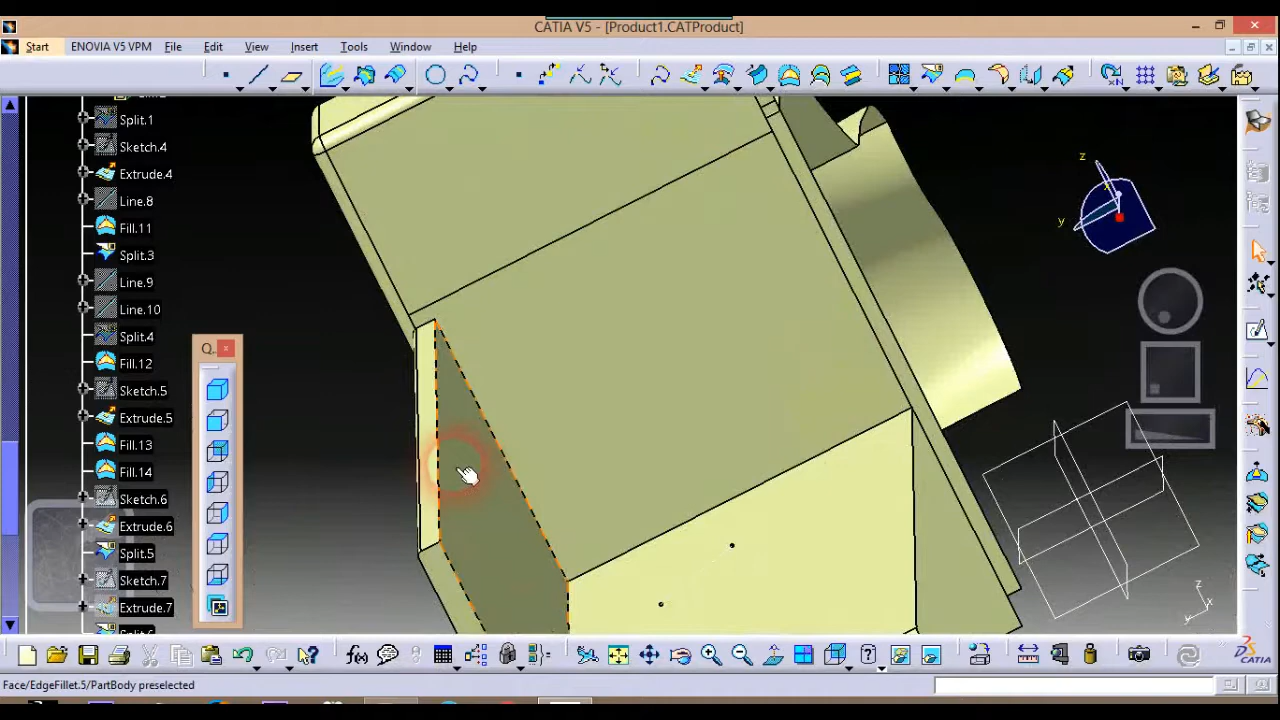 CATIA V5 - [Product1.CATProduct]
Start ENOVIA V5 VPM File Edit View Insert Tools Window Help
Split.1
Sketch.4
Extrude.4
Line.8
Fill.11
Split.3
Line.9
Line.10
Split.4
Fill.12
Sketch.5
Extrude.5
Fill.13
Fill.14
Sketch.6
Extrude.6
Split.5
Sketch.7
Extrude.7
Q..
z
y
z
x
y
f(x)
CATIA
Face/EdgeFillet.5/PartBody preselected